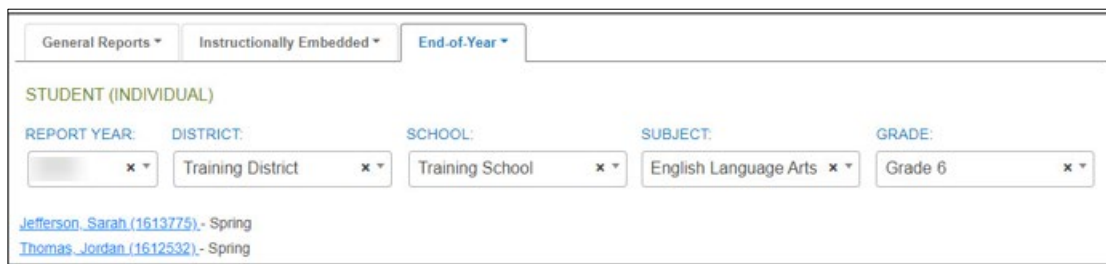 General Reports Instructionally Embedded End-of-Year
STUDENT (INDIVIDUAL)
REPORT YEAR: DISTRICT: SCHOOL: SUBJECT: GRADE:
× Training District × Training School × English Language Arts × Grade 6 ×
Jefferson, Sarah (1613775) - Spring
Thomas, Jordan (1612532) - Spring